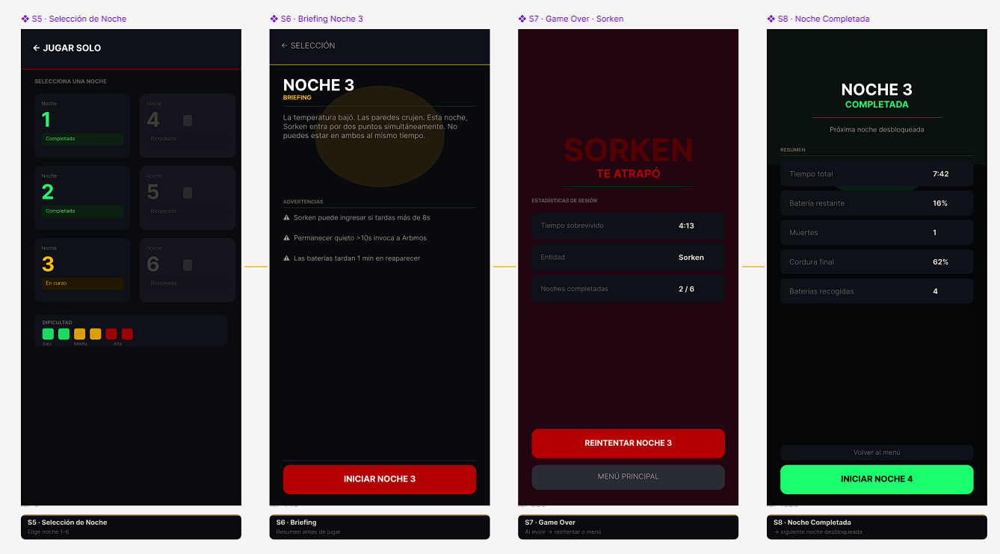 ❖ S5 · Selección de Noche
← JUGAR SOLO
SELECCIONA UNA NOCHE
Noche
1
Completada
Noche
4
Bloqueada
Noche
2
Completada
Noche
5
Bloqueada
Noche
3
En curso
Noche
6
Bloqueada
DIFICULTAD
Baja
Media
Alta
S5 · Selección de Noche
Elige noche 1–6
❖ S6 · Briefing Noche 3
← SELECCIÓN
NOCHE 3
BRIEFING
La temperatura bajó. Las paredes crujen. Esta noche,
Sorken entra por dos puntos simultáneamente. No
puedes estar en ambos al mismo tiempo.
ADVERTENCIAS
⚠ Sorken puede ingresar si tardas más de 8s
⚠ Permanecer quieto >10s invoca a Arbmos
⚠ Las baterías tardan 1 min en reaparecer
INICIAR NOCHE 3
S6 · Briefing
Resumen antes de jugar
❖ S7 · Game Over · Sorken
SORKEN
TE ATRAPÓ
ESTADÍSTICAS DE SESIÓN
Tiempo sobrevivido 4:13
Entidad Sorken
Noches completadas 2 / 6
REINTENTAR NOCHE 3
MENÚ PRINCIPAL
S7 · Game Over
Al morir → reintentar o menú
❖ S8 · Noche Completada
NOCHE 3
COMPLETADA
Próxima noche desbloqueada
RESUMEN
Tiempo total 7:42
Batería restante 16%
Muertes 1
Cordura final 62%
Baterías recogidas 4
Volver al menú
INICIAR NOCHE 4
S8 · Noche Completada
→ siguiente noche desbloqueada